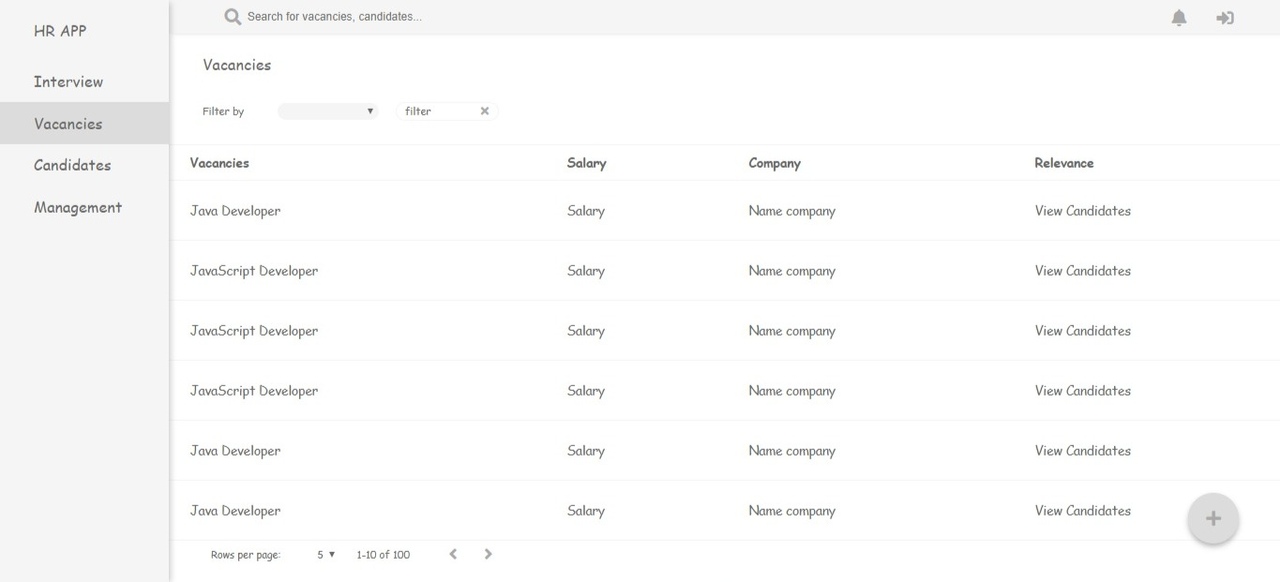 HR APP
Search for vacancies, candidates...
Interview
Vacancies
Candidates
Management
Vacancies
Filter by filter
Vacancies Salary Company Relevance
Java Developer Salary Name company View Candidates
JavaScript Developer Salary Name company View Candidates
JavaScript Developer Salary Name company View Candidates
JavaScript Developer Salary Name company View Candidates
Java Developer Salary Name company View Candidates
Java Developer Salary Name company View Candidates
Rows per page: 5 1-10 of 100